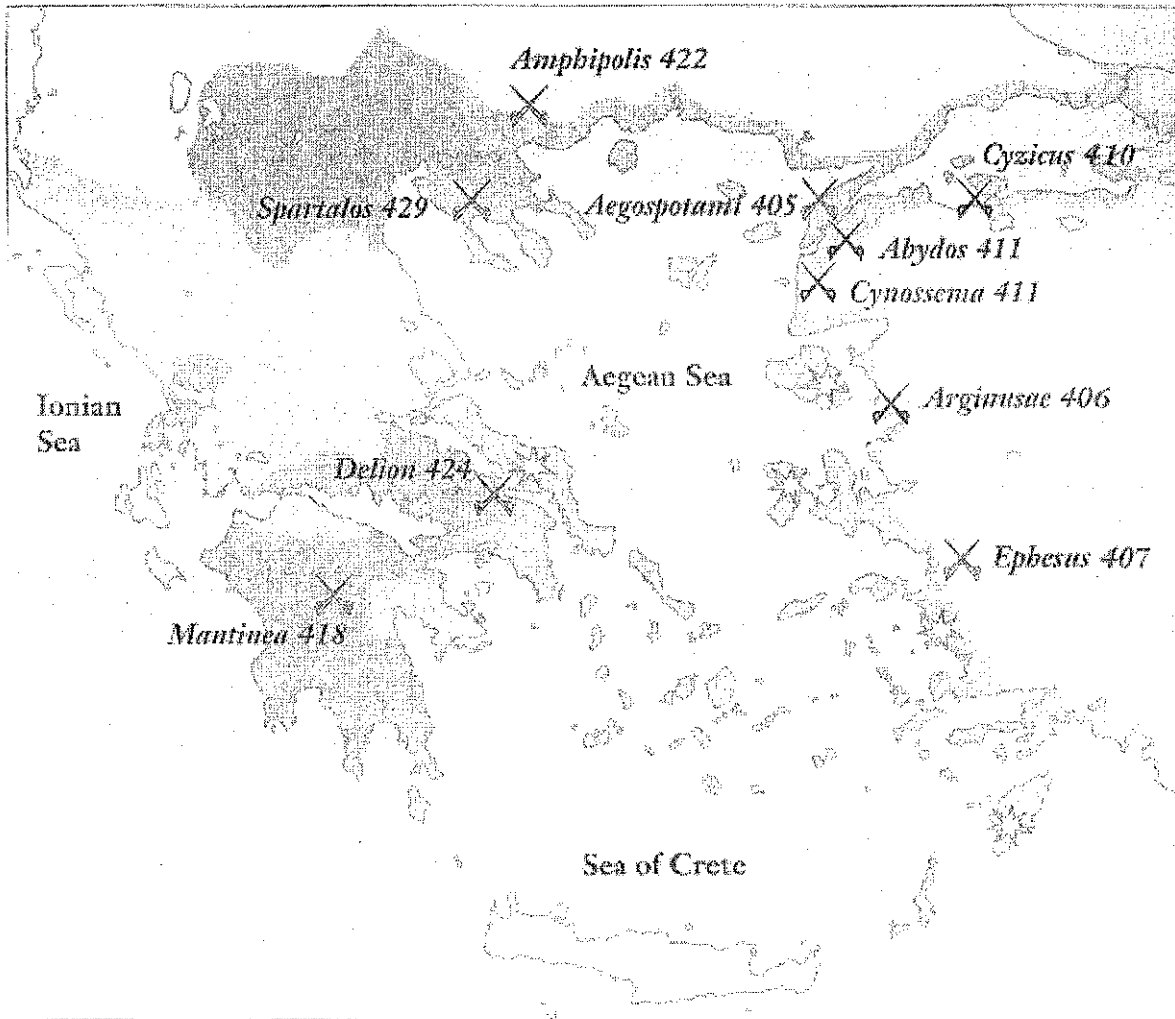 Amphipolis 422
Cyzicus 410
Spartalos 429
Aegospotami 405
Abydos 411
Cynossema 411
Aegean Sea
Ionian
Sea
Arginusae 406
Delion 424
Ephesus 407
Mantinea 418
Sea of Crete